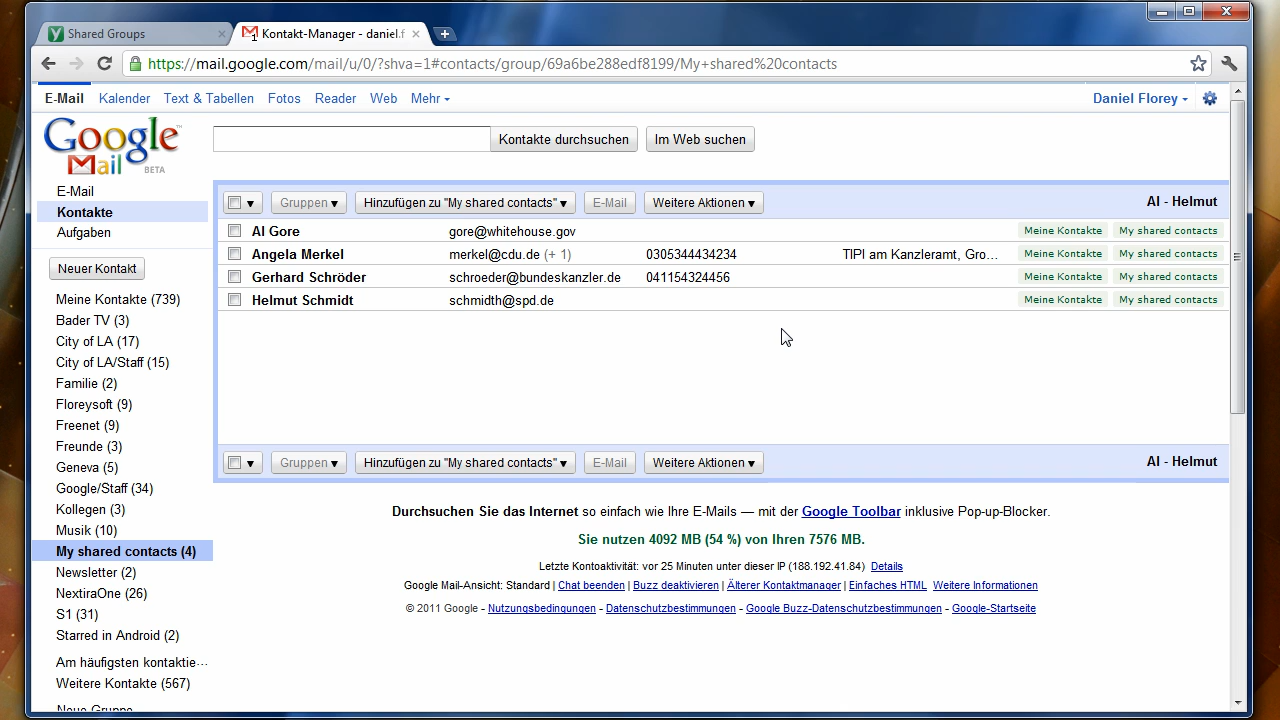 Shared Groups
Kontakt-Manager - daniel.f
https://mail.google.com/mail/u/0/?shva=1#contacts/group/69a6be288edf8199/My+shared%20contacts
E-Mail Kalender Text & Tabellen Fotos Reader Web Mehr
Daniel Florey
Google Mail BETA
Kontakte durchsuchen Im Web suchen
E-Mail
Kontakte
Aufgaben
Neuer Kontakt
Meine Kontakte (739)
Bader TV (3)
City of LA (17)
City of LA/Staff (15)
Familie (2)
Floreysoft (9)
Freenet (9)
Freunde (3)
Geneva (5)
Google/Staff (34)
Kollegen (3)
Musik (10)
My shared contacts (4)
Newsletter (2)
NextiraOne (26)
S1 (31)
Starred in Android (2)
Am häufigsten kontaktie…
Weitere Kontakte (567)
Neue Gruppe
Gruppen Hinzufügen zu "My shared contacts" E-Mail Weitere Aktionen Al - Helmut
Al Gore gore@whitehouse.gov Meine Kontakte My shared contacts
Angela Merkel merkel@cdu.de (+ 1) 0305344434234 TIPI am Kanzleramt, Gro... Meine Kontakte My shared contacts
Gerhard Schröder schroeder@bundeskanzler.de 041154324456 Meine Kontakte My shared contacts
Helmut Schmidt schmidth@spd.de Meine Kontakte My shared contacts
Gruppen Hinzufügen zu "My shared contacts" E-Mail Weitere Aktionen Al - Helmut
Durchsuchen Sie das Internet so einfach wie Ihre E-Mails — mit der Google Toolbar inklusive Pop-up-Blocker.
Sie nutzen 4092 MB (54 %) von Ihren 7576 MB.
Letzte Kontoaktivität: vor 25 Minuten unter dieser IP (188.192.41.84) Details
Google Mail-Ansicht: Standard | Chat beenden | Buzz deaktivieren | Älterer Kontaktmanager | Einfaches HTML Weitere Informationen
© 2011 Google - Nutzungsbedingungen - Datenschutzbestimmungen - Google Buzz-Datenschutzbestimmungen - Google-Startseite